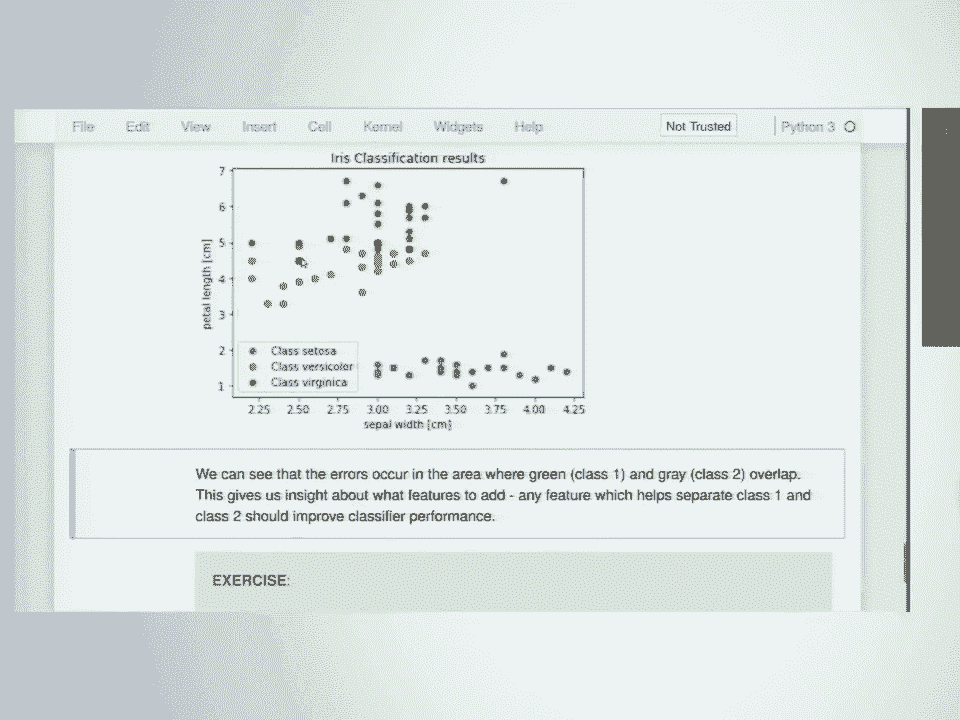 File Edit View Insert Cell Kernel Widgets Help Not Trusted Python 3
Iris Classification results
7
6
5
4
3
2
1
petal length [cm]
Class setosa
Class versicolor
Class virginica
2.25 2.50 2.75 3.00 3.25 3.50 3.75 4.00 4.25
sepal width [cm]
We can see that the errors occur in the area where green (class 1) and gray (class 2) overlap.
This gives us insight about what features to add - any feature which helps separate class 1 and
class 2 should improve classifier performance.
EXERCISE: